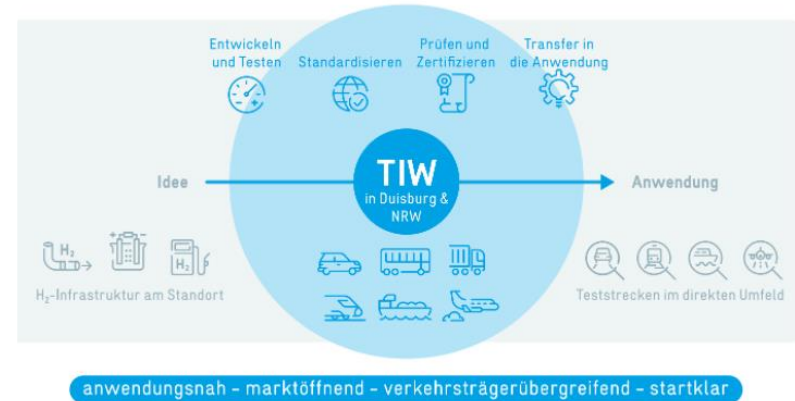 Entwickeln
und Testen
Standardisieren
Prüfen und
Zertifizieren
Transfer in
die Anwendung
Idee
TIW
in Duisburg &
NRW
Anwendung
H₂
H₂
H₂-Infrastruktur am Standort
Teststrecken im direkten Umfeld
anwendungsnah – marktöffnend – verkehrsträgerübergreifend – startklar